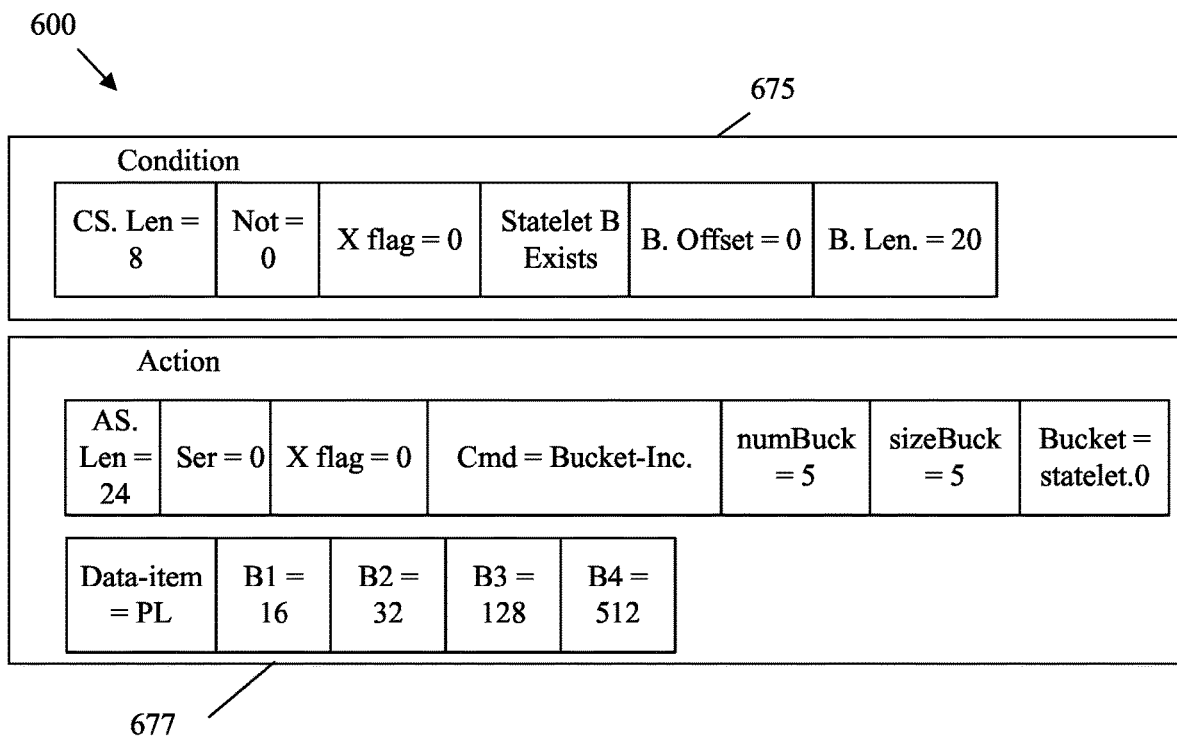 600
675
Condition
CS. Len =
8
Not =
0
X flag = 0
Statelet B
Exists
B. Offset = 0
B. Len. = 20
Action
AS.
Len =
24
Ser = 0
X flag = 0
Cmd = Bucket-Inc.
numBuck
= 5
sizeBuck
= 5
Bucket =
statelet.0
Data-item
= PL
B1 =
16
B2 =
32
B3 =
128
B4 =
512
677